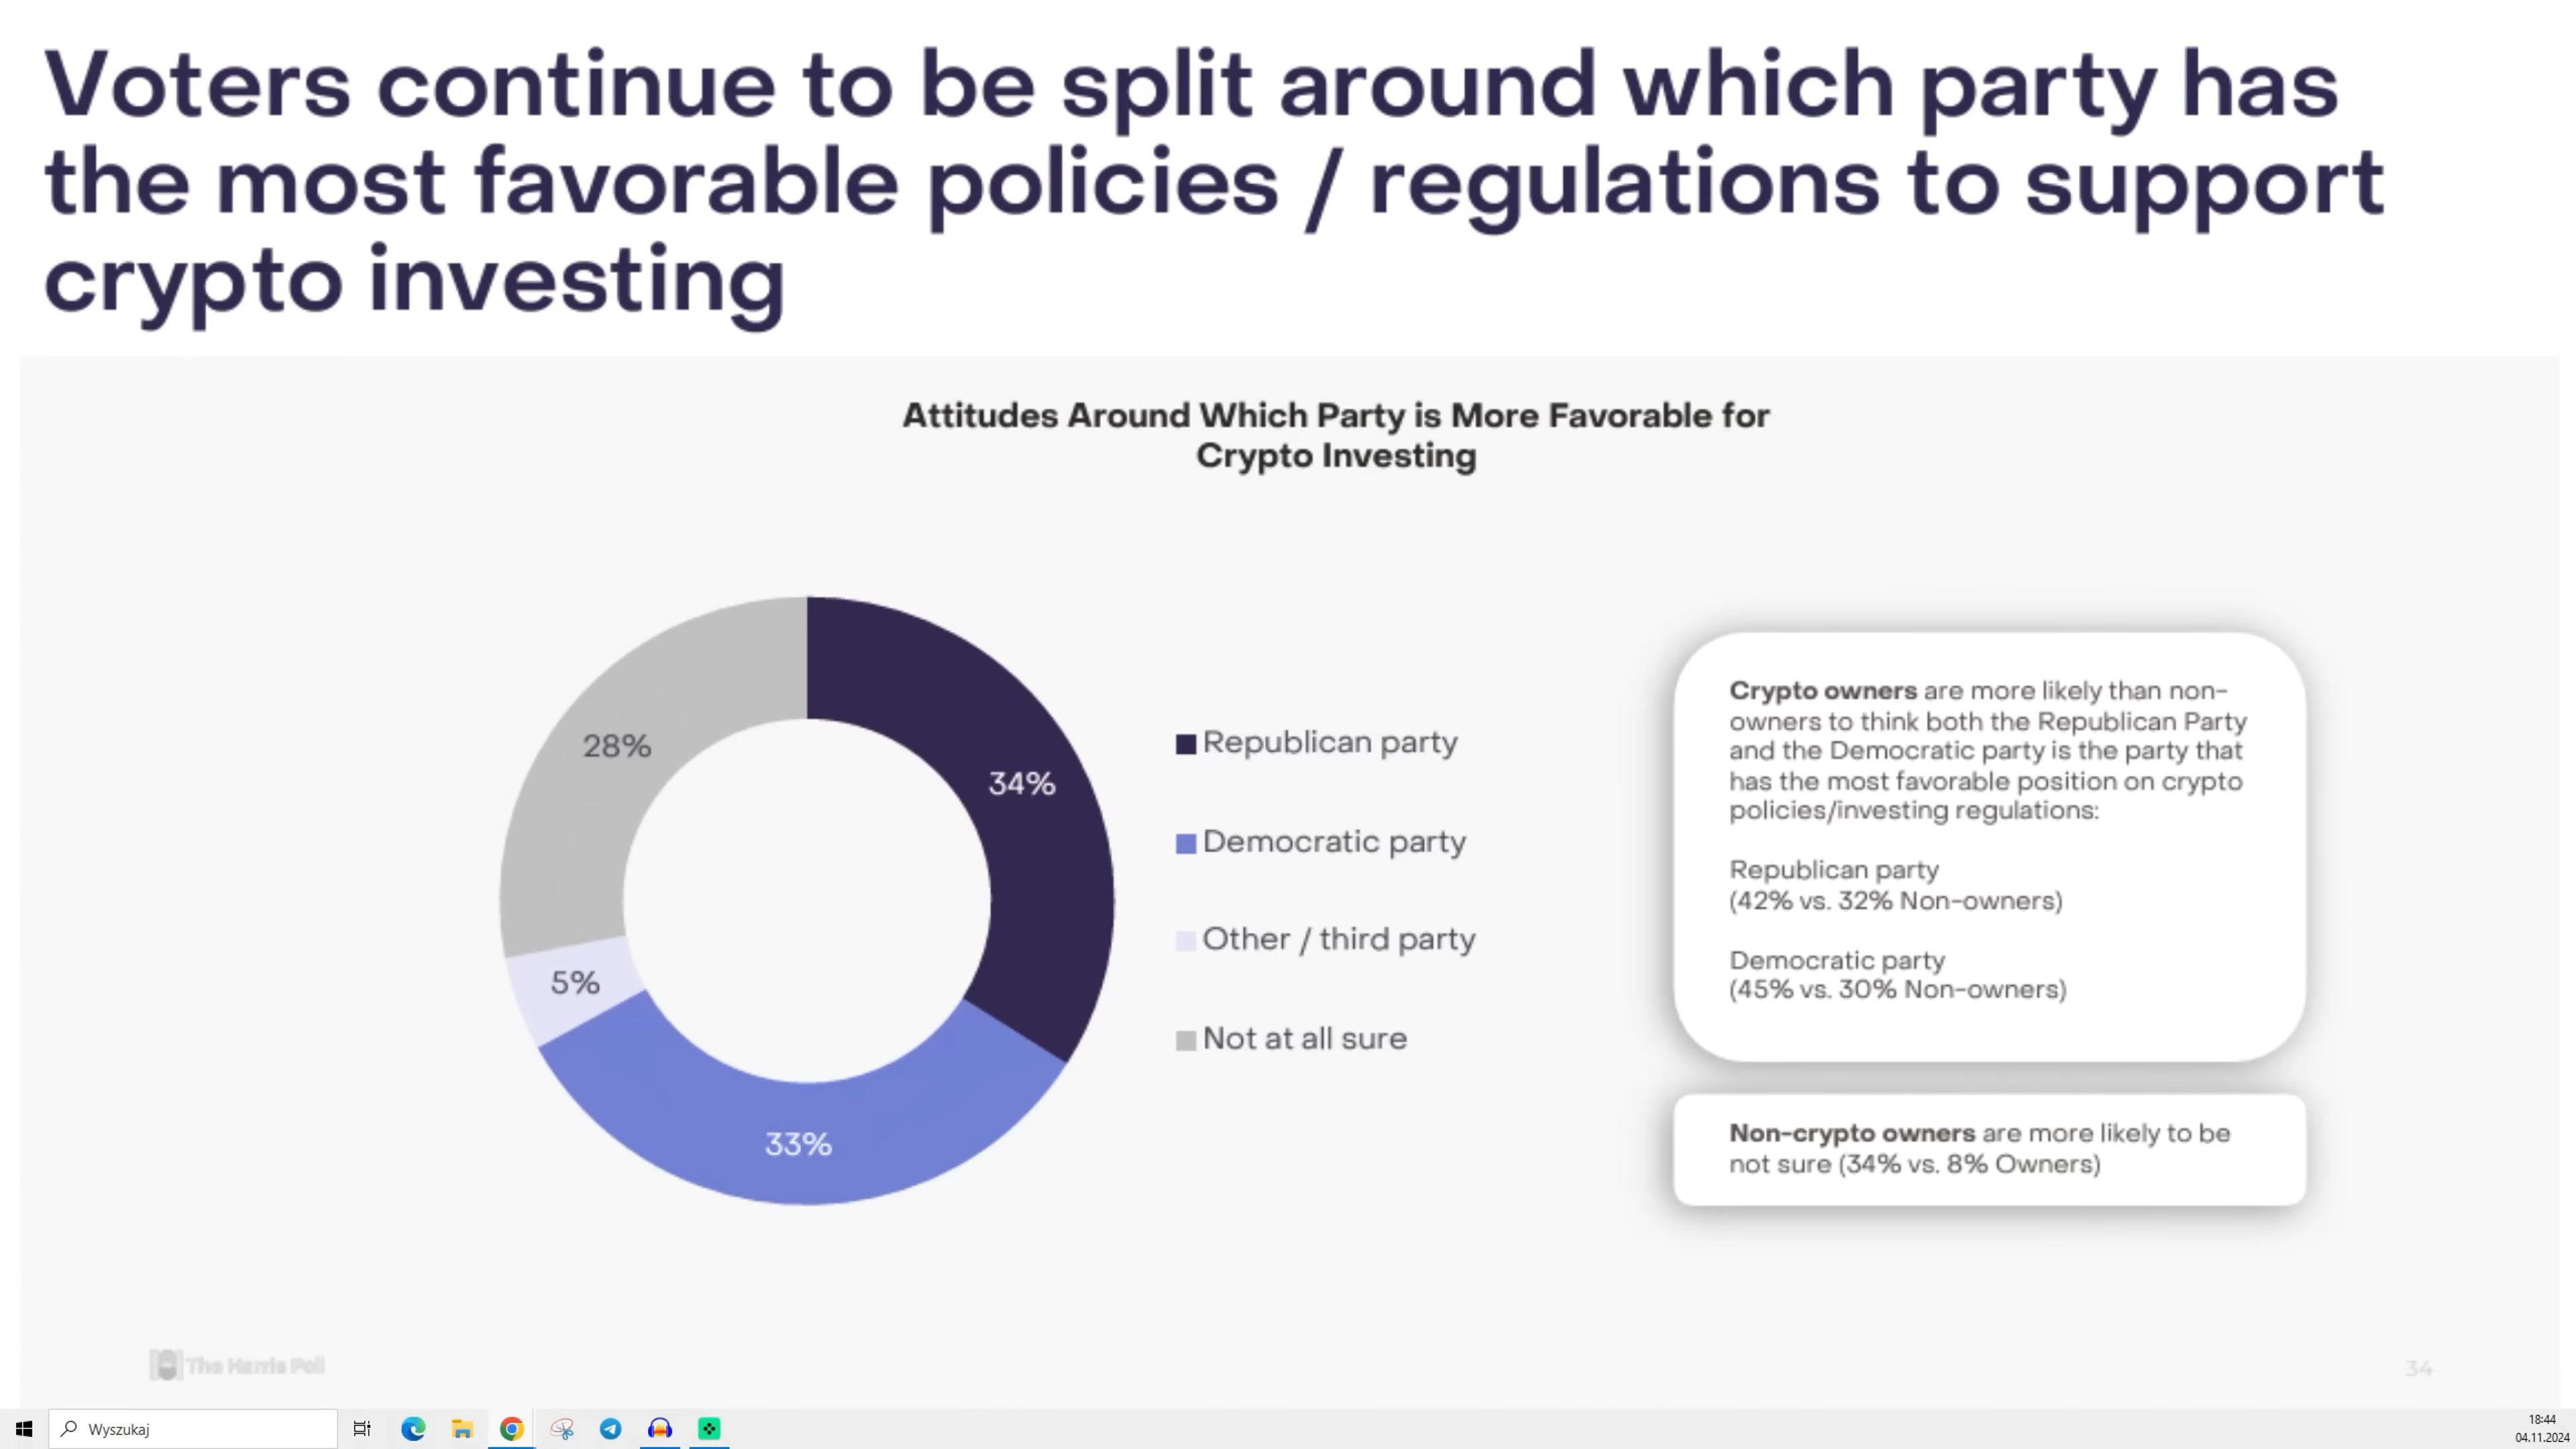 Voters continue to be split around which party has
the most favorable policies / regulations to support
crypto investing
Attitudes Around Which Party is More Favorable for
Crypto Investing
28%
34%
5%
33%
Republican party
Democratic party
Other / third party
Not at all sure
Crypto owners are more likely than non-
owners to think both the Republican Party
and the Democratic party is the party that
has the most favorable position on crypto
policies/investing regulations:
Republican party
(42% vs. 32% Non-owners)
Democratic party
(45% vs. 30% Non-owners)
Non-crypto owners are more likely to be
not sure (34% vs. 8% Owners)
The Harris Poll
34
Wyszukaj
18:44
04.11.2024